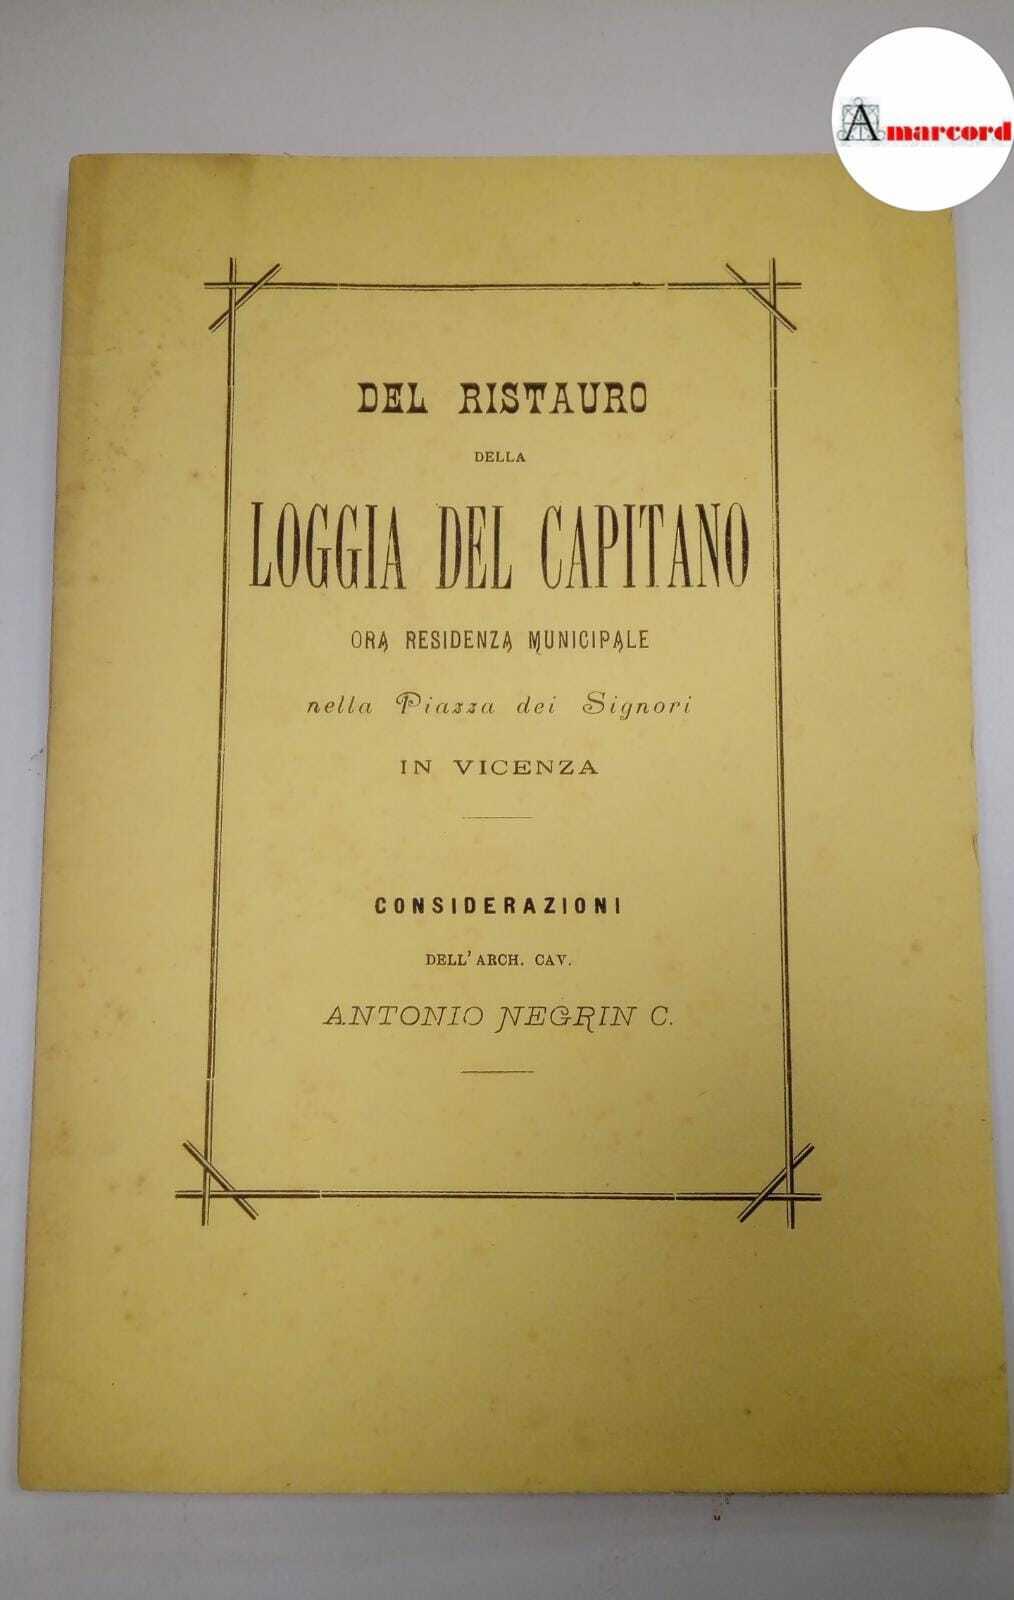 Amarcord
DEL RISTAURO
DELLA
LOGGIA DEL CAPITANO
ORA RESIDENZA MUNICIPALE
nella Piazza dei Signori
IN VICENZA
CONSIDERAZIONI
DELL' ARCH. CAV.
ANTONIO NEGRIN C.